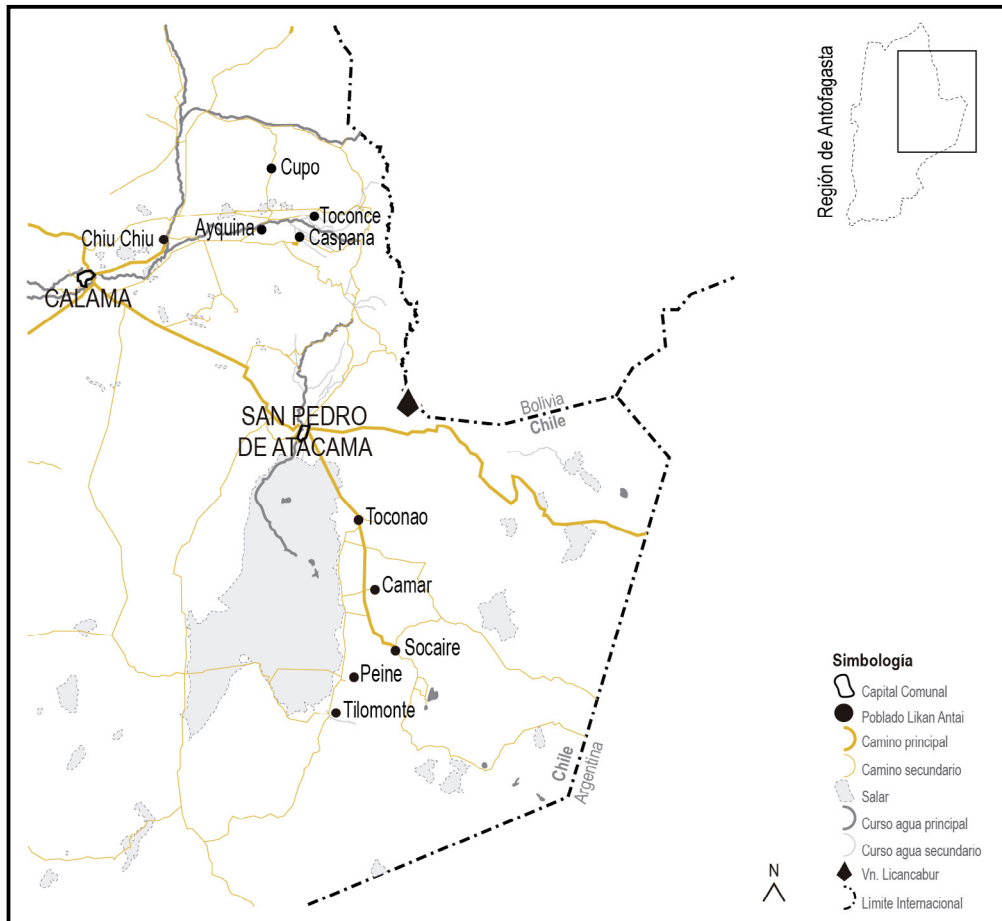 Región de Antofagasta
Cupo
Toconce
Ayquina
Caspana
Chiu Chiu
CALAMA
SAN PEDRO
DE ATACAMA
Bolivia
Chile
Toconao
Camar
Socaire
Peine
Tilomonte
Chile
Argentina
N
Simbología
Capital Comunal
Poblado Likan Antai
Camino principal
Camino secundario
Salar
Curso agua principal
Curso agua secundario
Vn. Licancabur
Limite Internacional